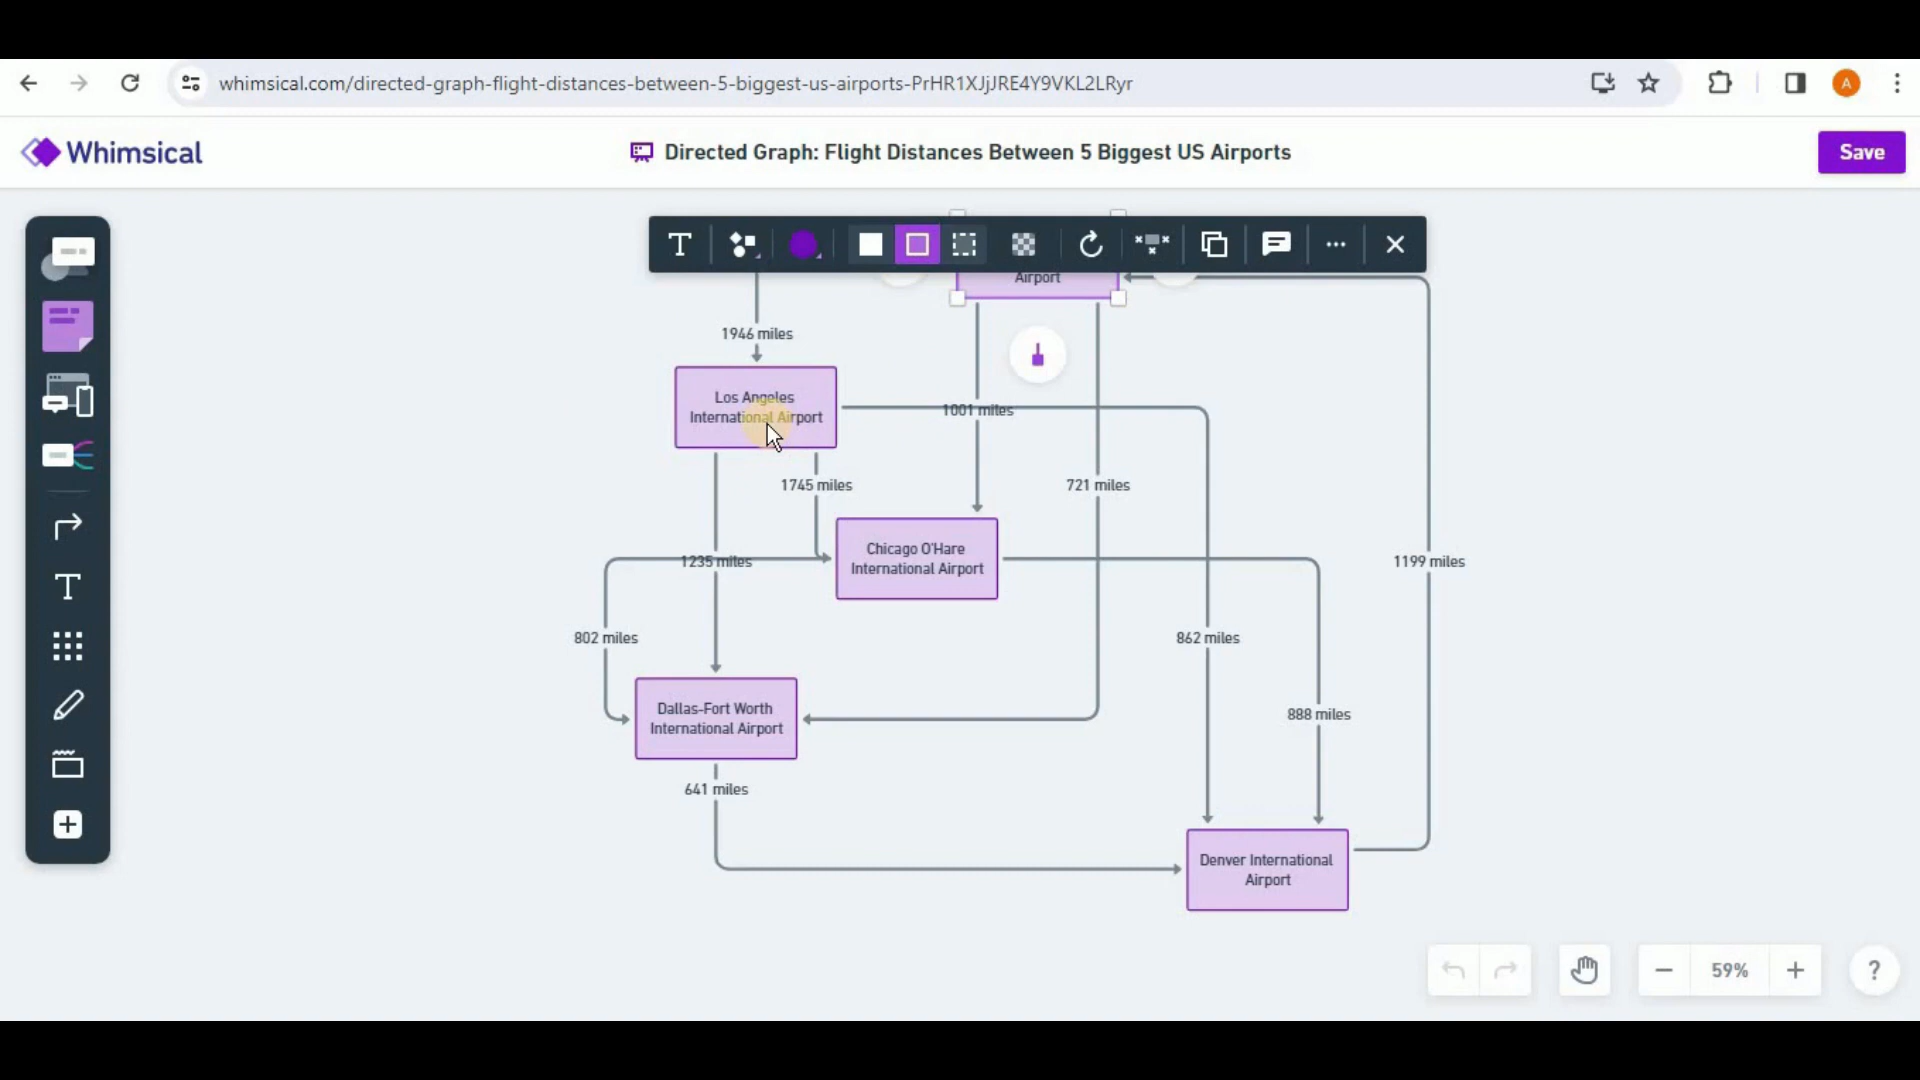 whimsical.com/directed-graph-flight-distances-between-5-biggest-us-airports-PrHR1XJjJRE4Y9VKL2LRyr
A
Whimsical
Directed Graph: Flight Distances Between 5 Biggest US Airports
Save
T
Airport
1946 miles
Los Angeles
International Airport
1001 miles
1745 miles
721 miles
Chicago O'Hare
International Airport
1235 miles
1199 miles
802 miles
862 miles
Dallas-Fort Worth
International Airport
888 miles
641 miles
Denver International
Airport
T
59%
?